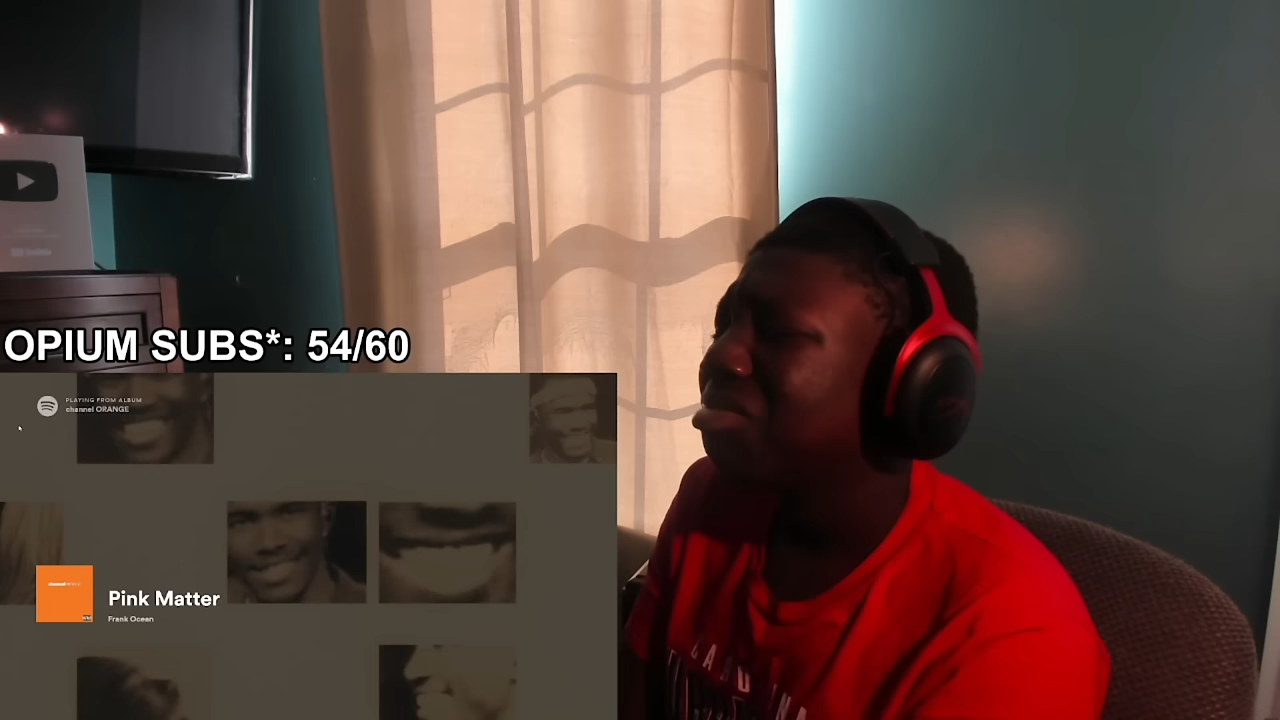 OPIUM SUBS*: 54/60
PLAYING FROM ALBUM
channel ORANGE
Pink Matter
Frank Ocean